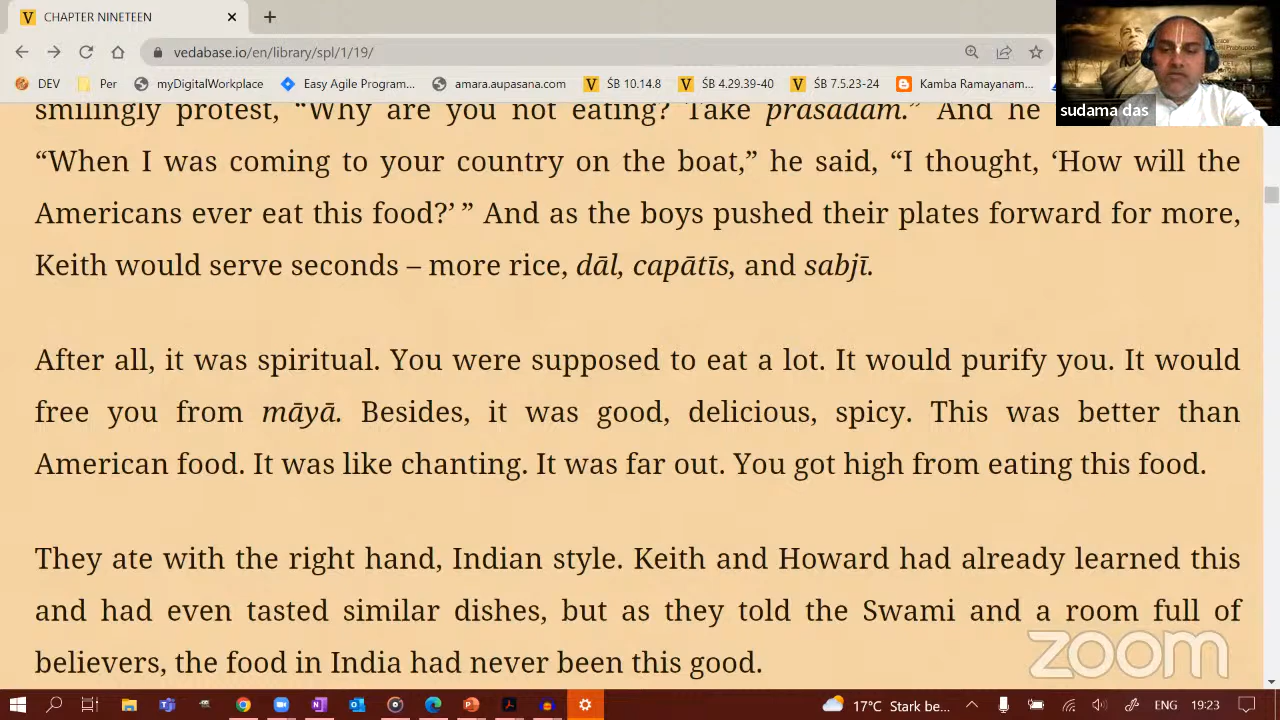 CHAPTER NINETEEN
vedabase.io/en/library/spl/1/19/
DEV Per myDigitalWorkplace Easy Agile Program... amara.aupasana.com ŚB 10.14.8 ŚB 4.29.39-40 ŚB 7.5.23-24 Kamba Ramayanam...
sudama das
smilingly protest, “Why are you not eating? Take prasādam.” And he
“When I was coming to your country on the boat,” he said, “I thought, ‘How will the
Americans ever eat this food?’ ” And as the boys pushed their plates forward for more,
Keith would serve seconds – more rice, dāl, capātīs, and sabjī.
After all, it was spiritual. You were supposed to eat a lot. It would purify you. It would
free you from māyā. Besides, it was good, delicious, spicy. This was better than
American food. It was like chanting. It was far out. You got high from eating this food.
They ate with the right hand, Indian style. Keith and Howard had already learned this
and had even tasted similar dishes, but as they told the Swami and a room full of
believers, the food in India had never been this good.
zoom
17°C Stark be... ENG 19:23